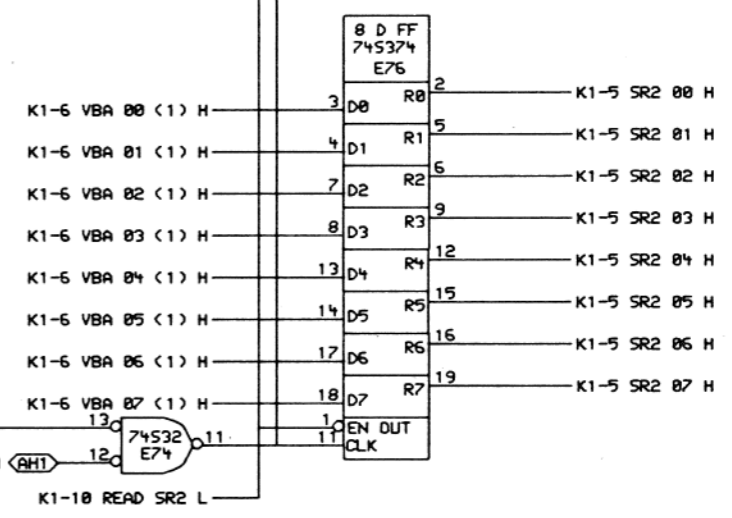 8 D FF
74S374
E76
K1-6 VBA 00 (1) H 3 D0 R0 2 K1-5 SR2 00 H
K1-6 VBA 01 (1) H 4 D1 R1 5 K1-5 SR2 01 H
K1-6 VBA 02 (1) H 7 D2 R2 6 K1-5 SR2 02 H
K1-6 VBA 03 (1) H 8 D3 R3 9 K1-5 SR2 03 H
K1-6 VBA 04 (1) H 13 D4 R4 12 K1-5 SR2 04 H
K1-6 VBA 05 (1) H 14 D5 R5 15 K1-5 SR2 05 H
K1-6 VBA 06 (1) H 17 D6 R6 16 K1-5 SR2 06 H
K1-6 VBA 07 (1) H 18 D7 R7 19 K1-5 SR2 07 H
13 1 EN OUT
74S32 11 11 CLK
AH1 12 E74
K1-10 READ SR2 L